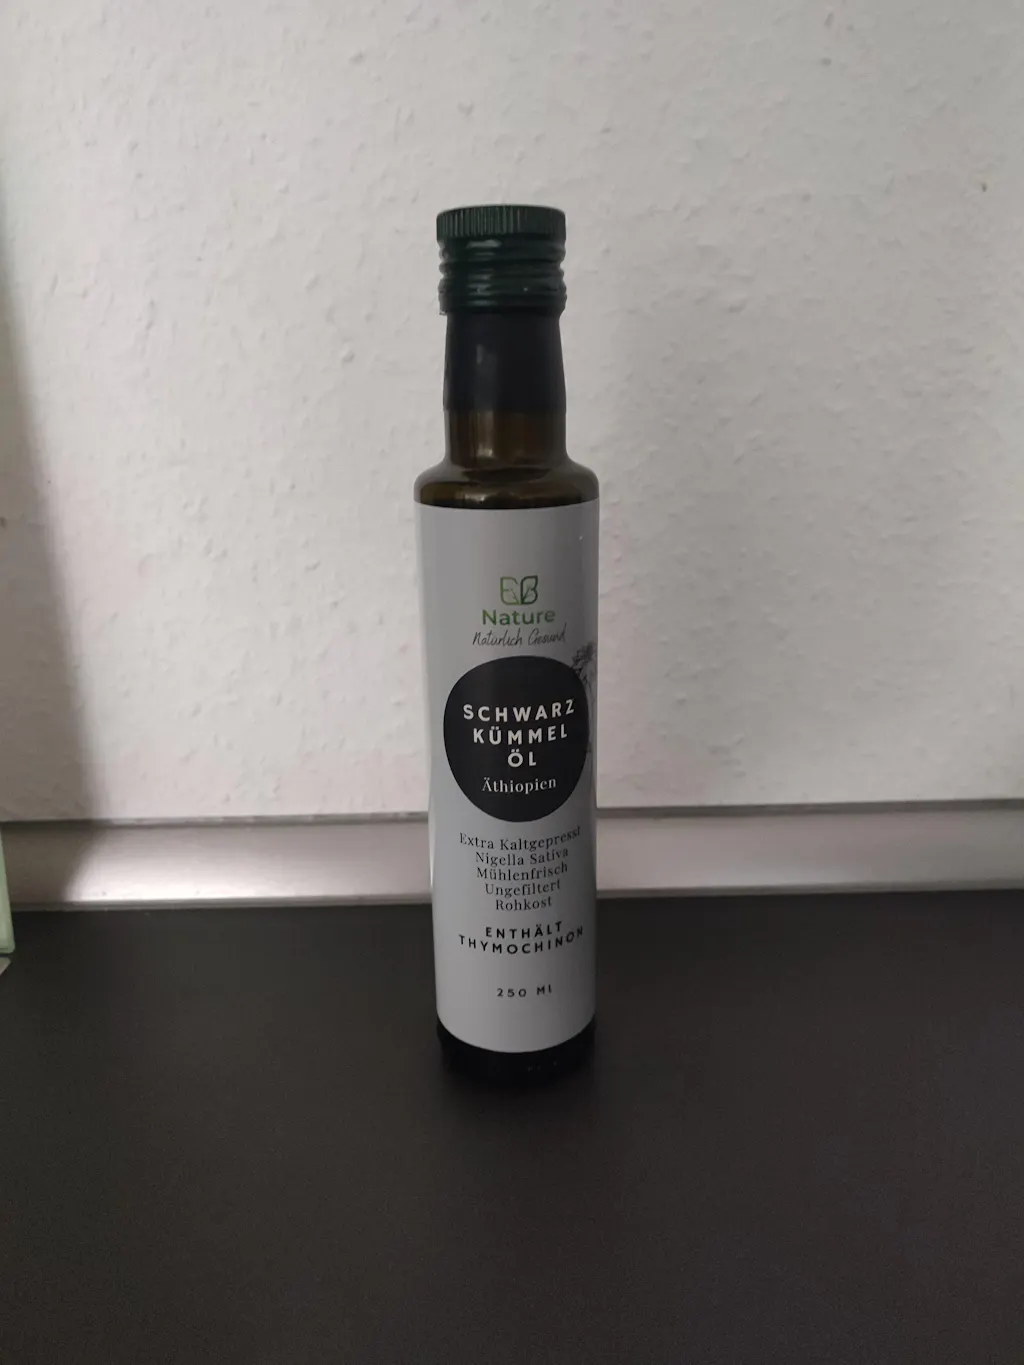 Nature
Natürlich Gesund
SCHWARZ
KÜMMEL
ÖL
Äthiopien
Extra Kaltgepresst
Nigella Sativa
Mühlenfrisch
Ungefiltert
Rohkost
ENTHÄLT
THYMOCHINON
250 ML